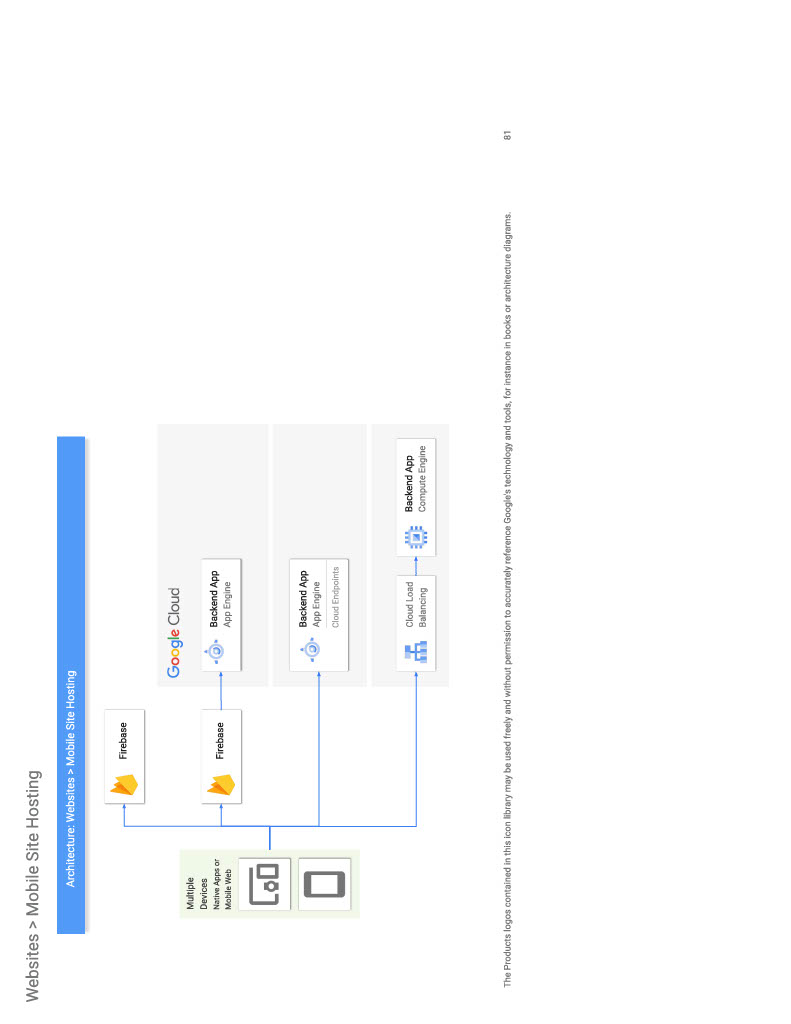 Websites > Mobile Site Hosting
Architecture: Websites > Mobile Site Hosting
Firebase
Google Cloud
Multiple
Devices
Native Apps or
Mobile Web
Firebase
Backend App
App Engine
Backend App
App Engine
Cloud Endpoints
Cloud Load
Balancing
Backend App
Compute Engine
The Products logos contained in this icon library may be used freely and without permission to accurately reference Google's technology and tools, for instance in books or architecture diagrams.
81